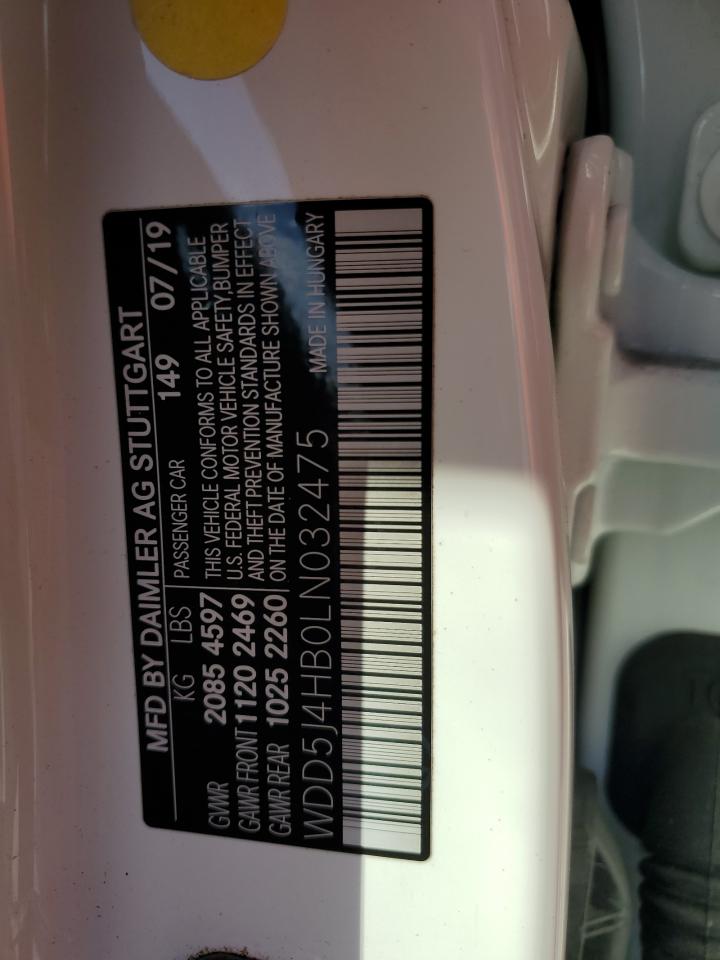 MFD BY DAIMLER AG STUTTGART
KG LBS PASSENGER CAR 149 07/19
GVWR 2085 4597 THIS VEHICLE CONFORMS TO ALL APPLICABLE
GAWR FRONT 1120 2469 U.S. FEDERAL MOTOR VEHICLE SAFETY,BUMPER
GAWR REAR 1025 2260 AND THEFT PREVENTION STANDARDS IN EFFECT
ON THE DATE OF MANUFACTURE SHOWN ABOVE
WDD5J4HB0LN032475 MADE IN HUNGARY